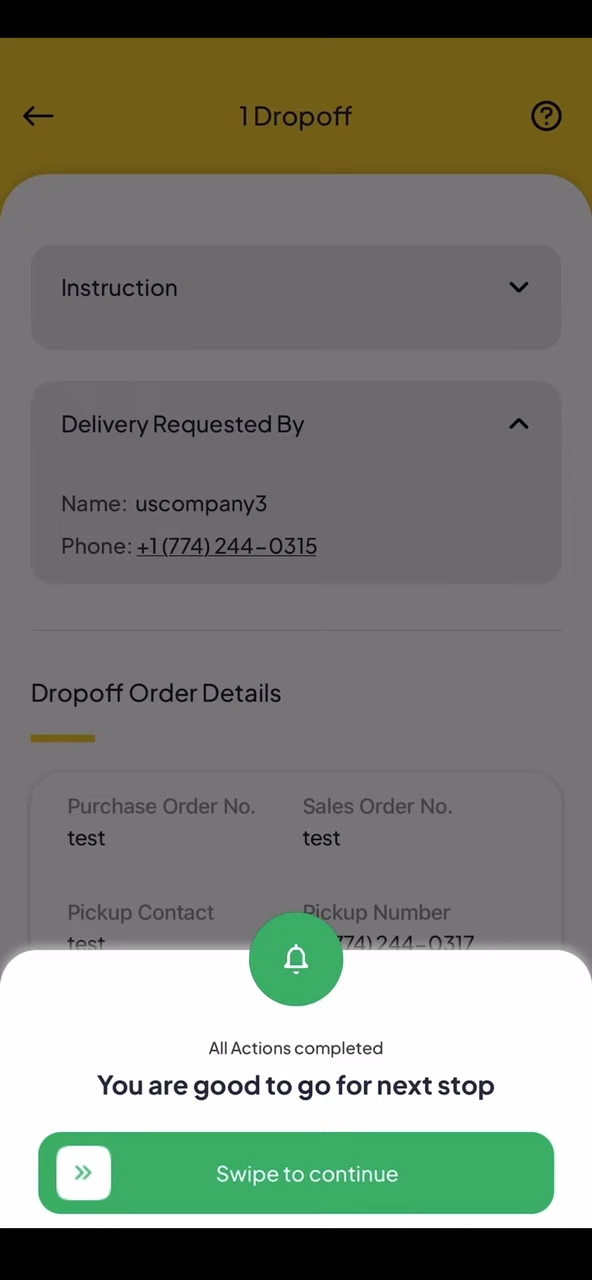 1 Dropoff
Instruction
Delivery Requested By
Name: uscompany3
Phone: +1 (774) 244-0315
Dropoff Order Details
Purchase Order No. Sales Order No.
test test
Pickup Contact Pickup Number
test 774) 244-0317
All Actions completed
You are good to go for next stop
Swipe to continue